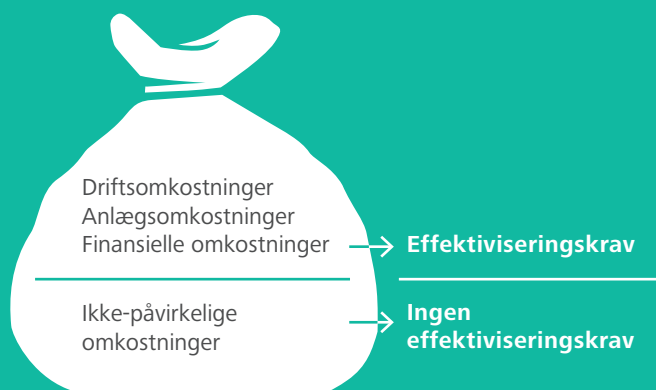 Driftsomkostninger
Anlægsomkostninger
Finansielle omkostninger
Effektiviseringskrav
Ikke-påvirkelige
omkostninger
Ingen
effektiviseringskrav